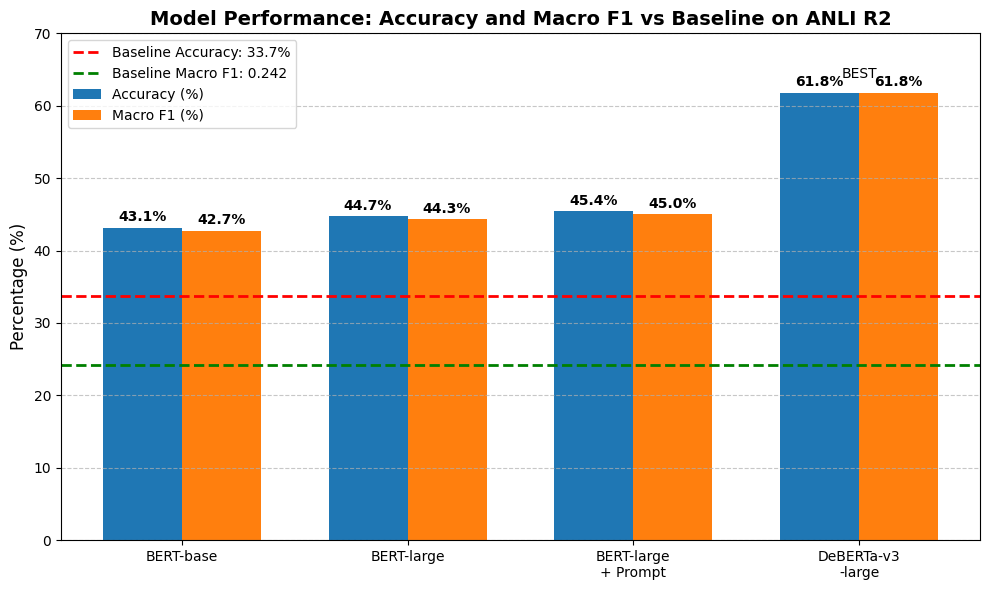 Model Performance: Accuracy and Macro F1 vs Baseline on ANLI R2
Baseline Accuracy: 33.7%
Baseline Macro F1: 0.242
Accuracy (%)
Macro F1 (%)
Percentage (%)
70
60
50
40
30
20
10
0
43.1%
42.7%
44.7%
44.3%
45.4%
45.0%
BEST
61.8%
61.8%
BERT-base
BERT-large
BERT-large
+ Prompt
DeBERTa-v3
-large